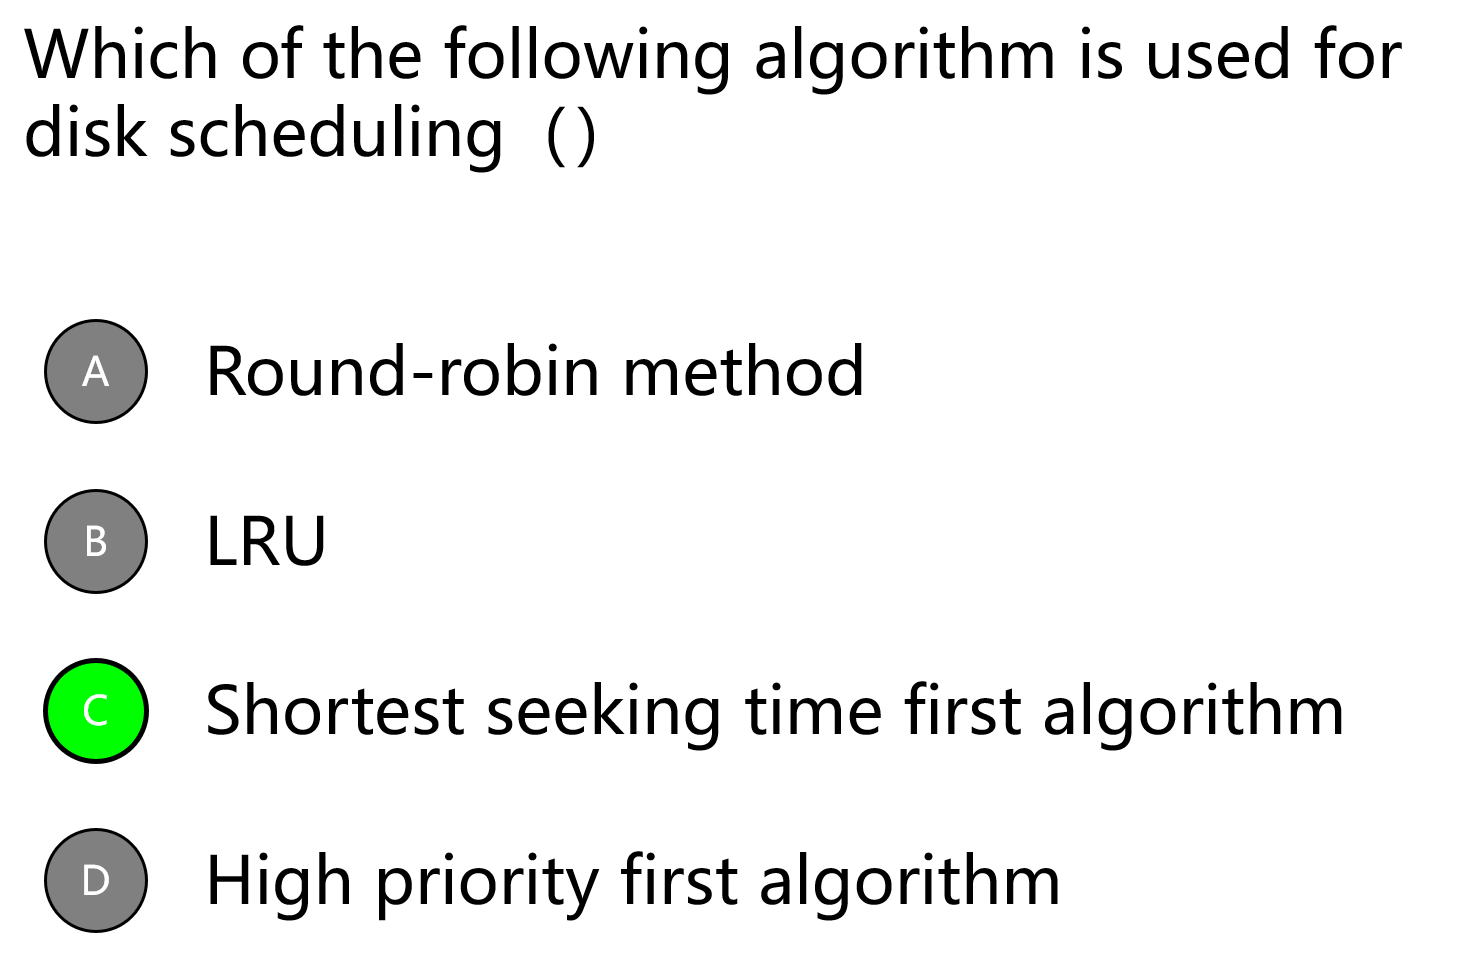 Which of the following algorithm is used for
disk scheduling（）
A Round-robin method
B LRU
C Shortest seeking time first algorithm
D High priority first algorithm